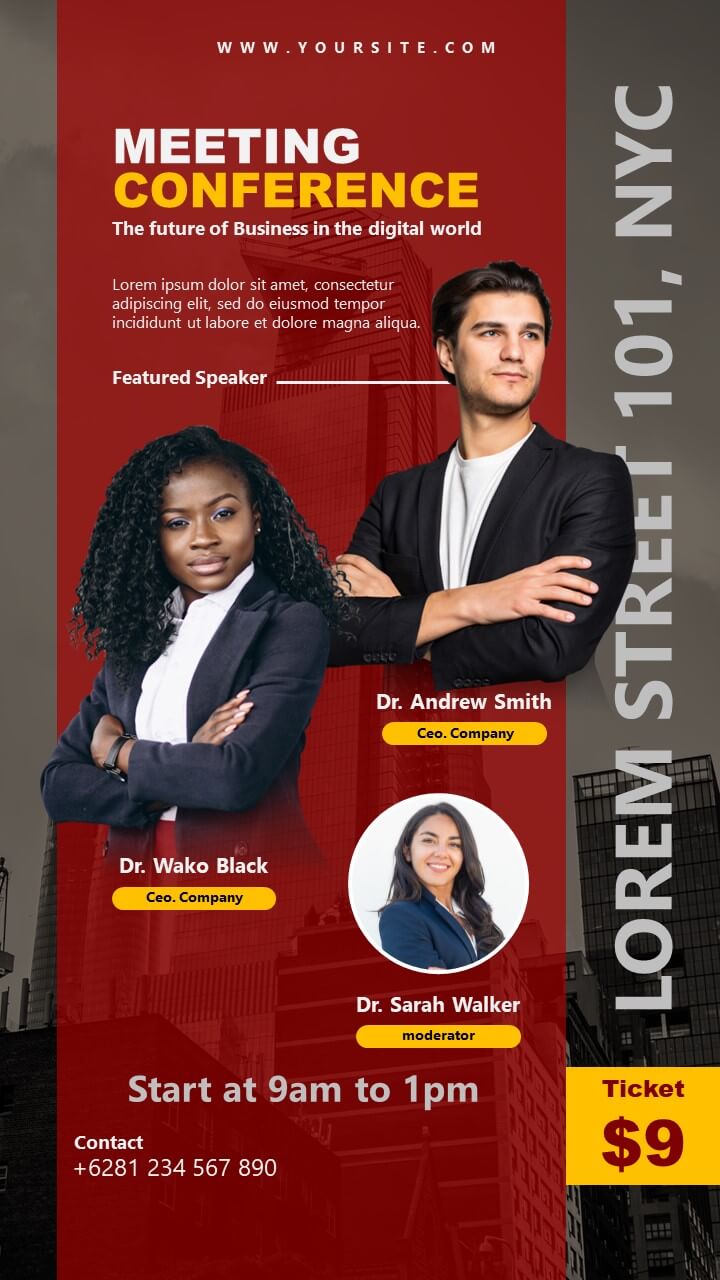 WWW.YOURSITE.COM
MEETING
CONFERENCE
The future of Business in the digital world
Lorem ipsum dolor sit amet, consectetur
adipiscing elit, sed do eiusmod tempor
incididunt ut labore et dolore magna aliqua.
Featured Speaker
Dr. Andrew Smith
Ceo. Company
Dr. Wako Black
Ceo. Company
Dr. Sarah Walker
moderator
Start at 9am to 1pm
Contact
+6281 234 567 890
LOREM STREET 101, NYC
Ticket
$9